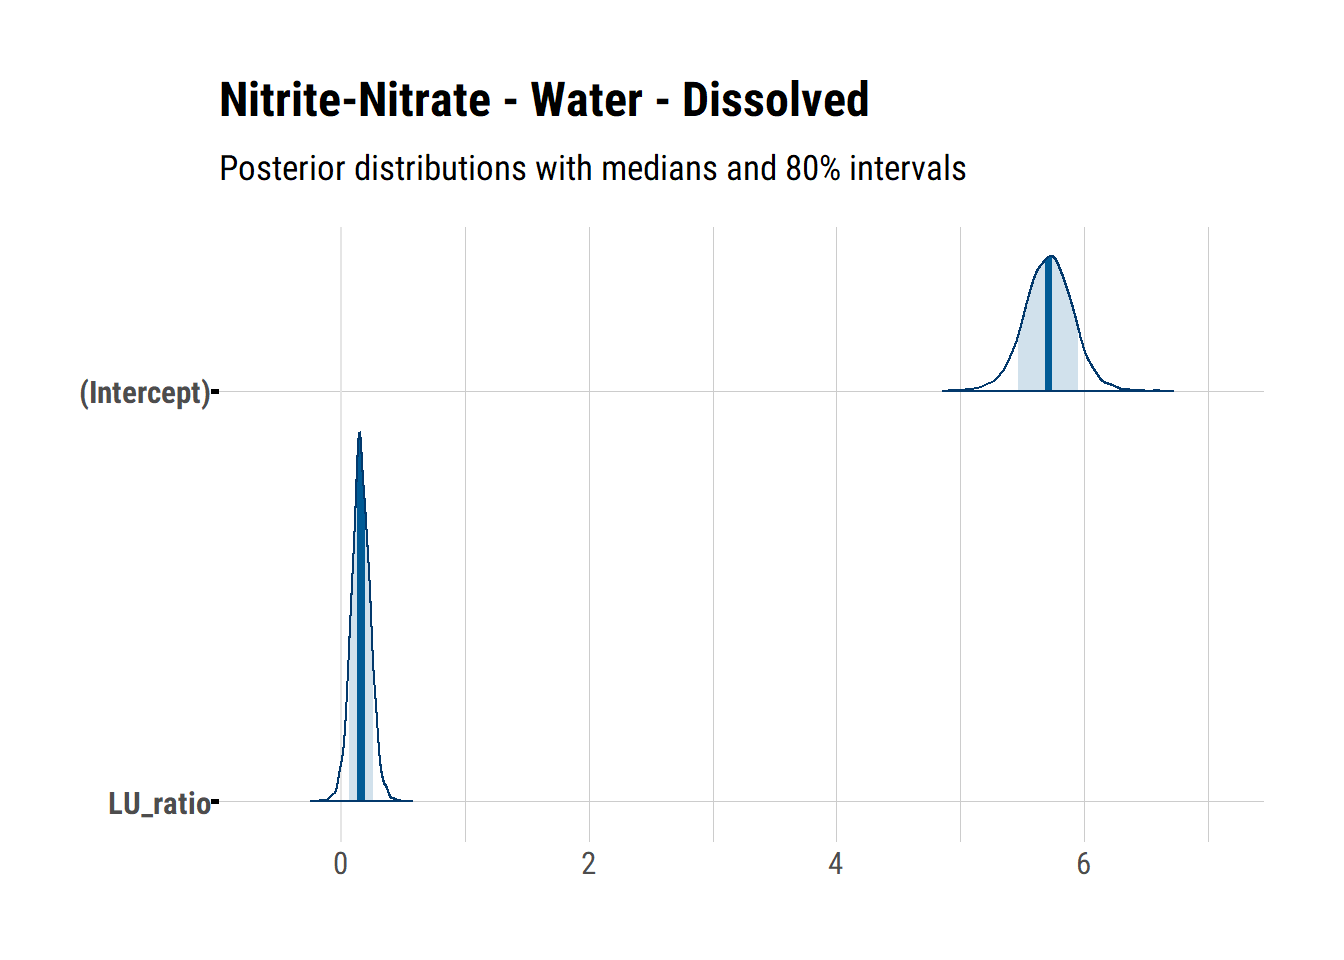 Nitrite-Nitrate - Water - Dissolved
Posterior distributions with medians and 80% intervals
(Intercept)
LU_ratio
0 2 4 6